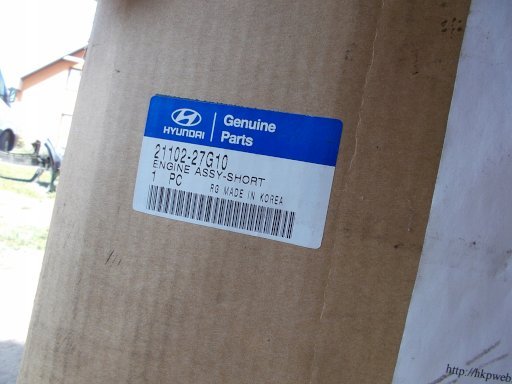 HYUNDAI
Genuine
Parts
21102-27G10
ENGINE ASSY-SHORT
1 PC RG MADE IN KOREA
http://hkpweb